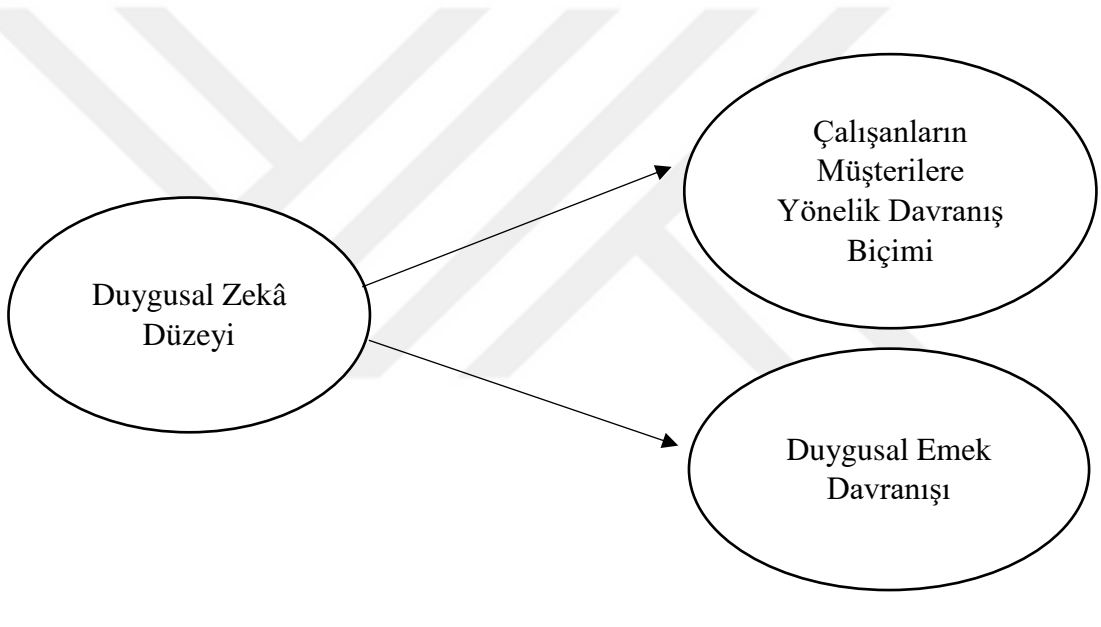 Duygusal Zekâ
Düzeyi
Çalışanların
Müşterilere
Yönelik Davranış
Biçimi
Duygusal Emek
Davranışı